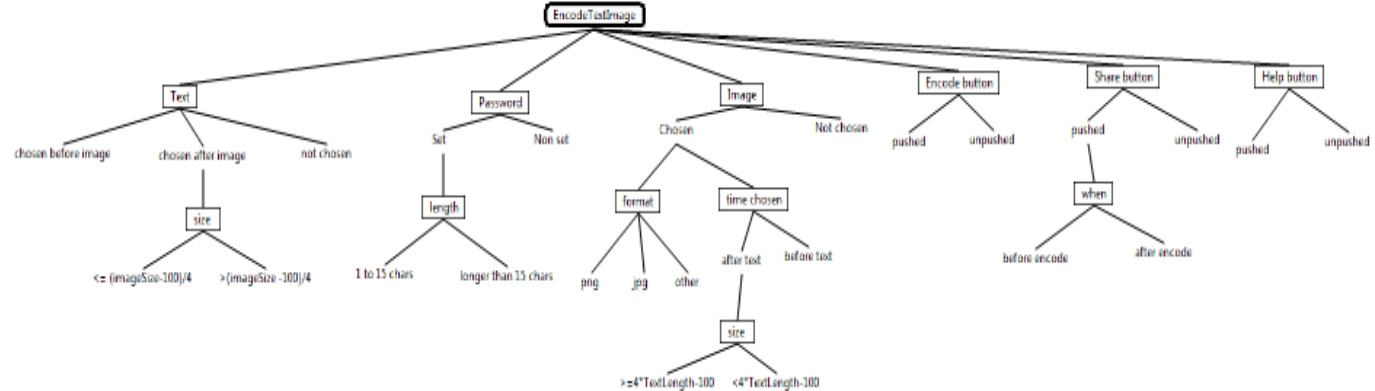 EncodeTextImage
Text
Password
Image
Encode button
Share button
Help button
chosen before image
chosen after image
not chosen
Set
Non set
Chosen
Not chosen
pushed
unpushed
pushed
unpushed
pushed
unpushed
size
length
format
time chosen
when
<= (imageSize-100)/4
>(imageSize -100)/4
1 to 15 chars
longer than 15 chars
png
jpg
other
after text
before text
before encode
after encode
size
>=4*TextLength-100
<4*TextLength-100